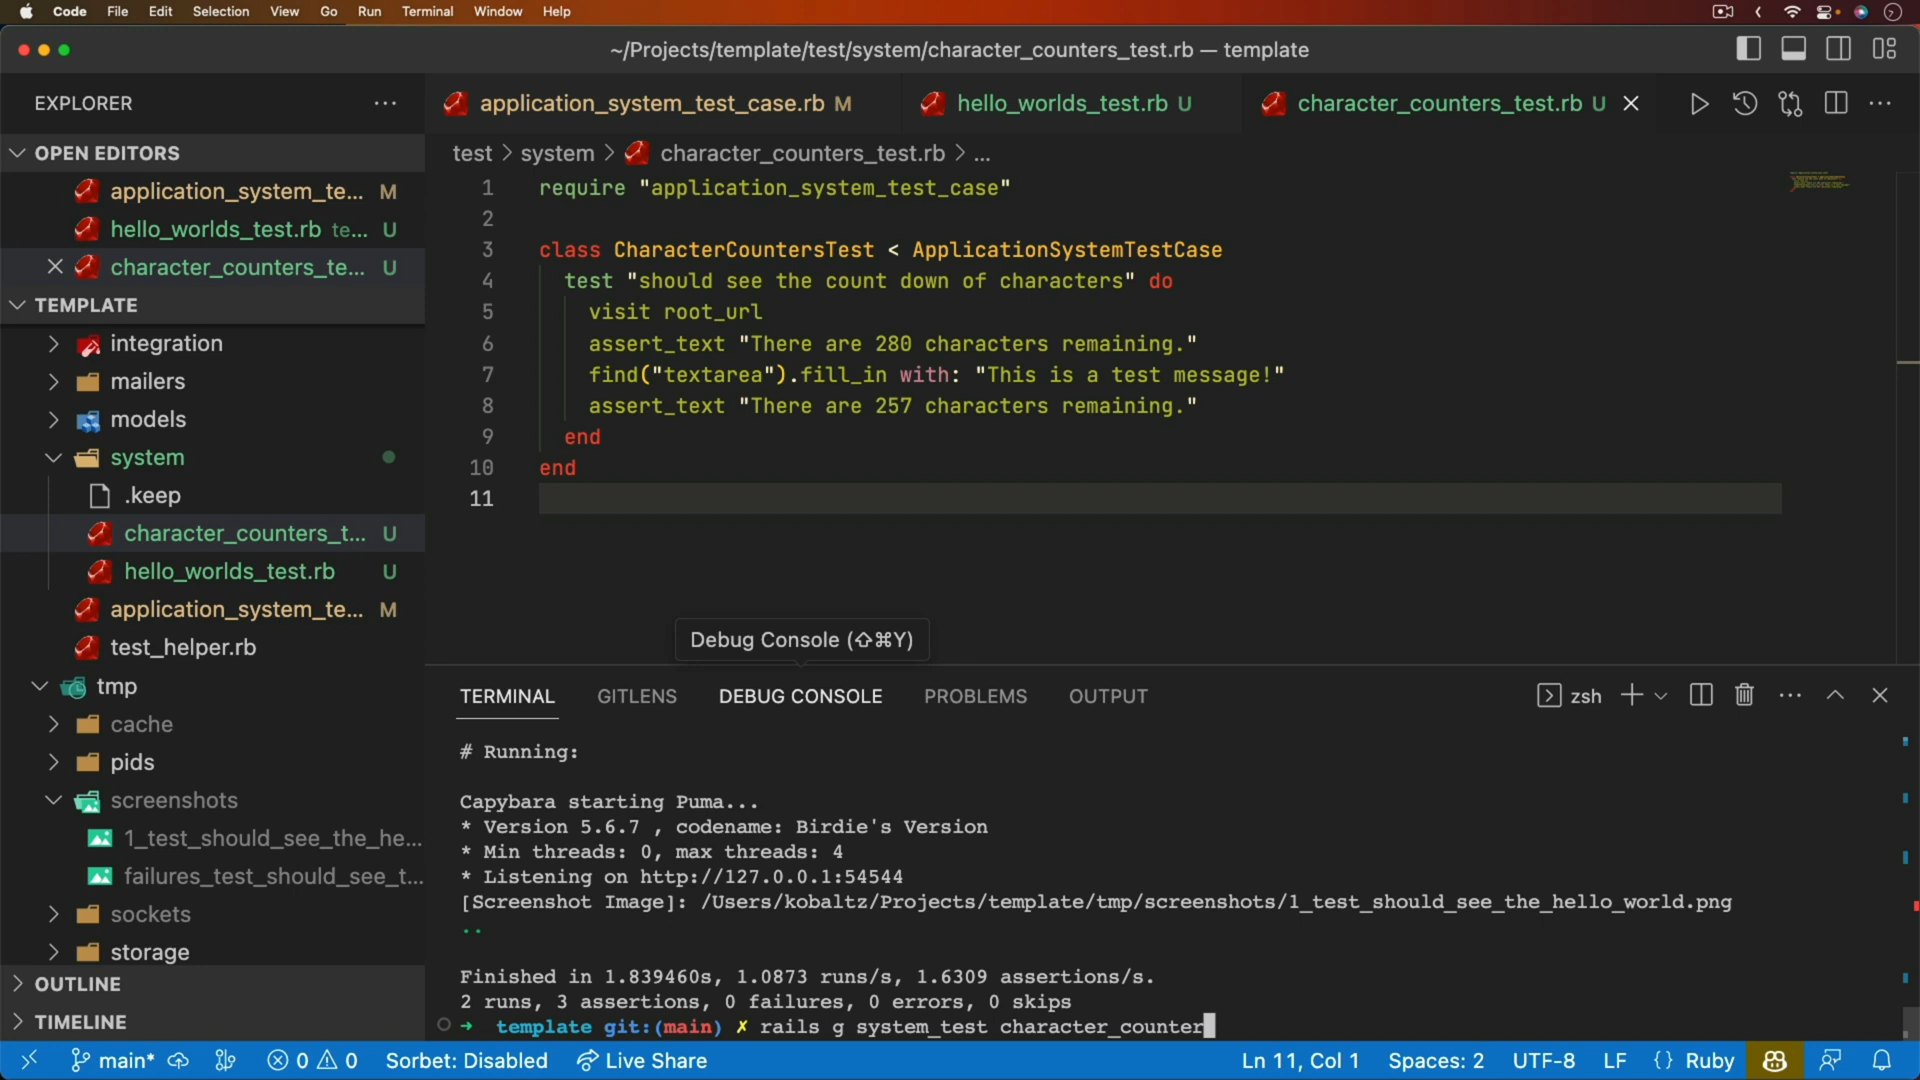 Code File Edit Selection View Go Run Terminal Window Help
~/Projects/template/test/system/character_counters_test.rb — template
EXPLORER
OPEN EDITORS
application_system_te... M
hello_worlds_test.rb te... U
character_counters_te... U
TEMPLATE
integration
mailers
models
system
.keep
character_counters_t... U
hello_worlds_test.rb U
application_system_te... M
test_helper.rb
tmp
cache
pids
screenshots
1_test_should_see_the_he...
failures_test_should_see_t...
sockets
storage
OUTLINE
TIMELINE
application_system_test_case.rb M
hello_worlds_test.rb U
character_counters_test.rb U
test > system > character_counters_test.rb > ...
1 require "application_system_test_case"
2
3 class CharacterCountersTest < ApplicationSystemTestCase
4 test "should see the count down of characters" do
5 visit root_url
6 assert_text "There are 280 characters remaining."
7 find("textarea").fill_in with: "This is a test message!"
8 assert_text "There are 257 characters remaining."
9 end
10 end
11
Debug Console (⇧⌘Y)
TERMINAL GITLENS DEBUG CONSOLE PROBLEMS OUTPUT
zsh
# Running:
Capybara starting Puma...
* Version 5.6.7 , codename: Birdie's Version
* Min threads: 0, max threads: 4
* Listening on http://127.0.0.1:54544
[Screenshot Image]: /Users/kobaltz/Projects/template/tmp/screenshots/1_test_should_see_the_hello_world.png
..
Finished in 1.839460s, 1.0873 runs/s, 1.6309 assertions/s.
2 runs, 3 assertions, 0 failures, 0 errors, 0 skips
➜ template git:(main) ✗ rails g system_test character_counter
main* 0 0 Sorbet: Disabled Live Share
Ln 11, Col 1 Spaces: 2 UTF-8 LF {} Ruby